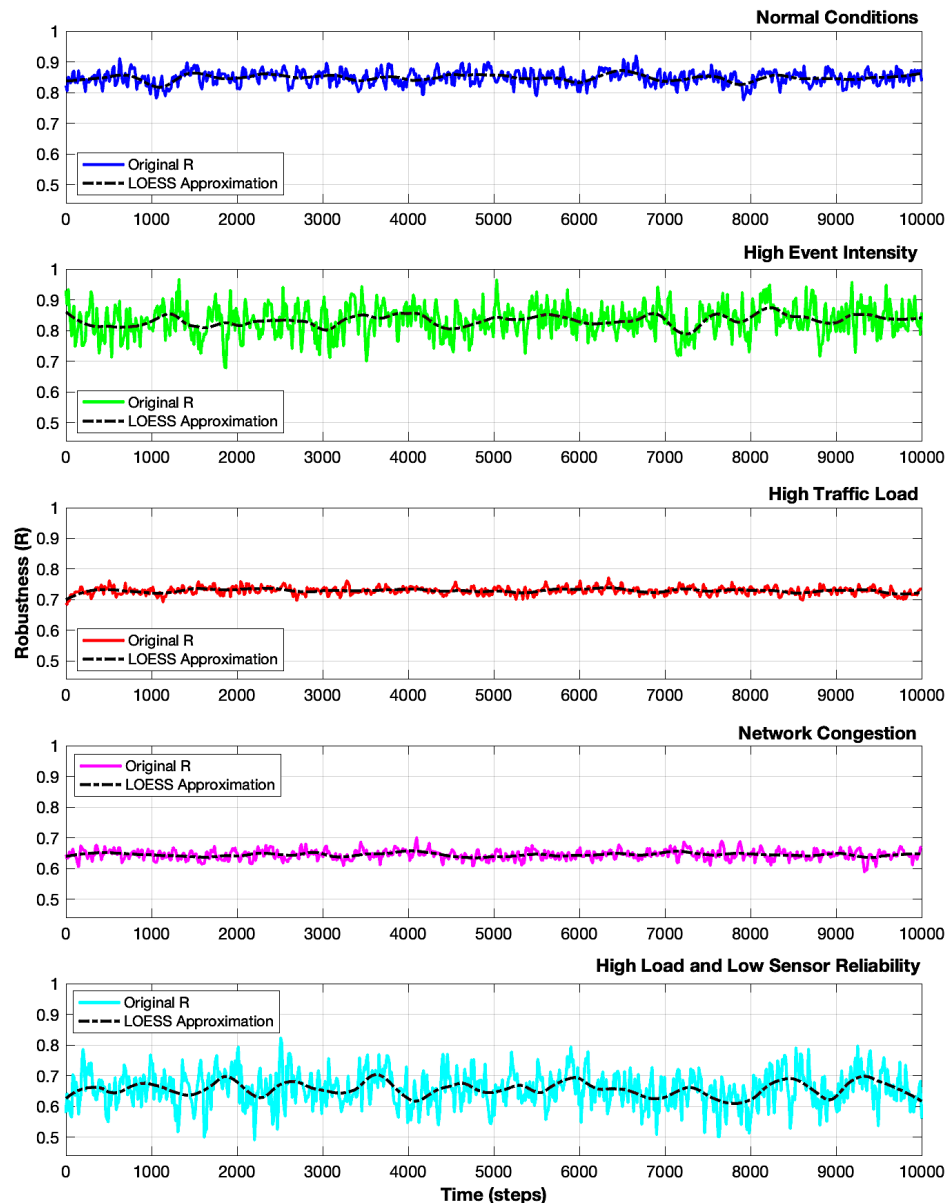 Normal Conditions
1
0.9
0.8
0.7
0.6
0.5
Original R
LOESS Approximation
0 1000 2000 3000 4000 5000 6000 7000 8000 9000 10000
High Event Intensity
1
0.9
0.8
0.7
0.6
0.5
Original R
LOESS Approximation
0 1000 2000 3000 4000 5000 6000 7000 8000 9000 10000
High Traffic Load
Robustness (R)
1
0.9
0.8
0.7
0.6
0.5
Original R
LOESS Approximation
0 1000 2000 3000 4000 5000 6000 7000 8000 9000 10000
Network Congestion
1
0.9
0.8
0.7
0.6
0.5
Original R
LOESS Approximation
0 1000 2000 3000 4000 5000 6000 7000 8000 9000 10000
High Load and Low Sensor Reliability
1
0.9
0.8
0.7
0.6
0.5
Original R
LOESS Approximation
0 1000 2000 3000 4000 5000 6000 7000 8000 9000 10000
Time (steps)